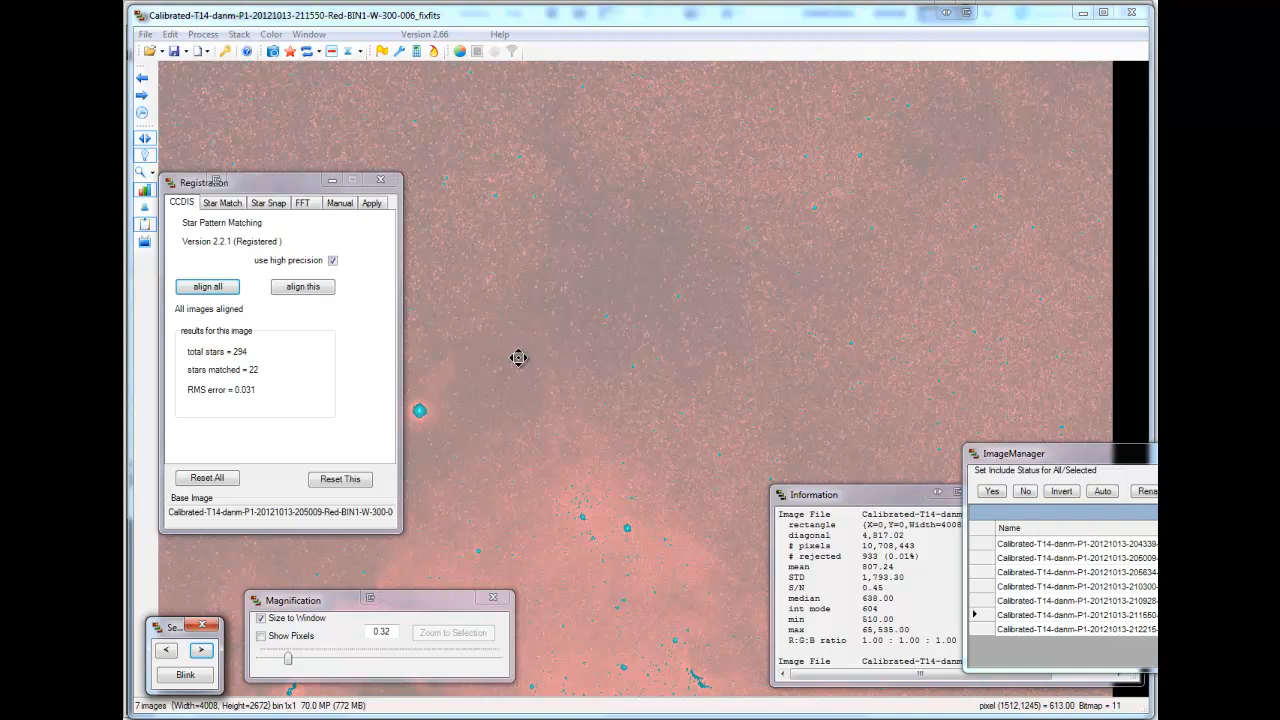 Calibrated-T14-danm-P1-20121013-211550-Red-BIN1-W-300-006_fixfits
File Edit Process Stack Color Window Version 2.66 Help
Registration
CCDIS Star Match Star Snap FFT Manual Apply
Star Pattern Matching
Version 2.2.1 (Registered )
use high precision
align all align this
All images aligned
results for this image
total stars = 294
stars matched = 22
RMS error = 0.031
Reset All Reset This
Base Image
Calibrated-T14-danm-P1-20121013-205009-Red-BIN1-W-300-0
Magnification
Size to Window
Show Pixels
0.32
Zoom to Selection
Se...
< >
Blink
Information
Image File Calibrated-T14-danm
rectangle {X=0,Y=0,Width=4008
diagonal 4,817.02
# pixels 10,708,443
# rejected 933 (0.01%)
mean 807.24
STD 1,793.30
S/N 0.45
median 638.00
int mode 604
min 510.00
max 65,535.00
R:G:B ratio 1.00 : 1.00 : 1.00
Image File Calibrated-T14-danm
ImageManager
Set Include Status for All/Selected
Yes No Invert Auto Rena
Name
Calibrated-T14-danm-P1-20121013-204339-
Calibrated-T14-danm-P1-20121013-205009-
Calibrated-T14-danm-P1-20121013-205634-
Calibrated-T14-danm-P1-20121013-210300-
Calibrated-T14-danm-P1-20121013-210928-
Calibrated-T14-danm-P1-20121013-211550-
Calibrated-T14-danm-P1-20121013-212215-
7 images {Width=4008, Height=2672} bin1x1 70.0 MP (772 MB)
pixel (1512,1245) = 613.00 Bitmap = 11